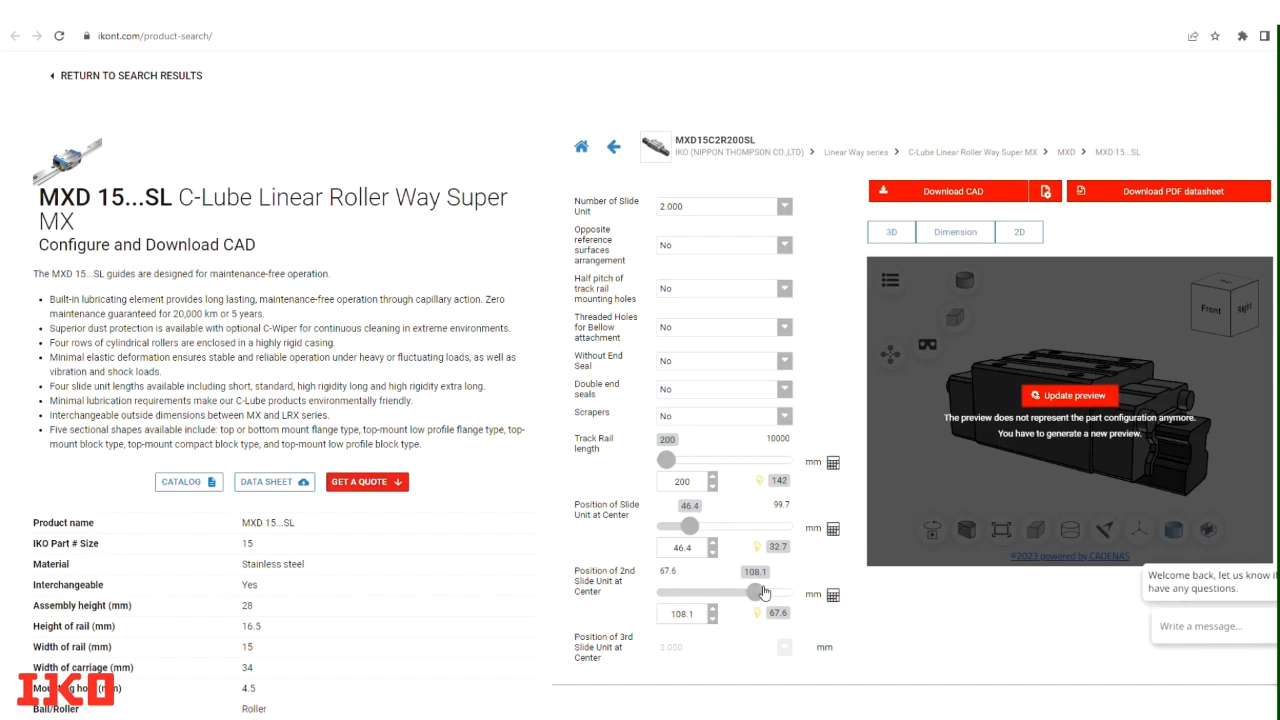 ikont.com/product-search/
RETURN TO SEARCH RESULTS
MXD 15...SL C-Lube Linear Roller Way Super
MX
Configure and Download CAD
The MXD 15...SL guides are designed for maintenance-free operation.
Built-in lubricating element provides long lasting, maintenance-free operation through capillary action. Zero
maintenance guaranteed for 20,000 km or 5 years.
Superior dust protection is available with optional C-Wiper for continuous cleaning in extreme environments.
Four rows of cylindrical rollers are enclosed in a highly rigid casing.
Minimal elastic deformation ensures stable and reliable operation under heavy or fluctuating loads, as well as
vibration and shock loads.
Four slide unit lengths available including short, standard, high rigidity long and high rigidity extra long.
Minimal lubrication requirements make our C-Lube products environmentally friendly.
Interchangeable outside dimensions between MX and LRX series.
Five sectional shapes available include: top or bottom mount flange type, top-mount low profile flange type, top-
mount block type, top-mount compact block type, and top-mount low profile block type.
CATALOG
DATA SHEET
GET A QUOTE
Product name MXD 15...SL
IKO Part # Size 15
Material Stainless steel
Interchangeable Yes
Assembly height (mm) 28
Height of rail (mm) 16.5
Width of rail (mm) 15
Width of carriage (mm) 34
4.5
Ball/Roller Roller
IKO
MXD15C2R200SL
IKO (NIPPON THOMPSON CO.,LTD) Linear Way series C-Lube Linear Roller Way Super MX MXD MXD 15...SL
Number of Slide
Unit
2.000
Opposite
reference
surfaces
arrangement
No
Half pitch of
track rail
mounting holes
No
Threaded Holes
for Bellow
attachment
No
Without End
Seal
No
Double end
seals
No
Scrapers
No
Track Rail
length
200 10000
mm
200 142
Position of Slide
Unit at Center
46.4 99.7
mm
46.4 32.7
Position of 2nd
Slide Unit at
Center
67.6 108.1
mm
108.1 67.6
Position of 3rd
Slide Unit at
Center
0.000
mm
Download CAD
Download PDF datasheet
3D Dimension 2D
Front Right
Update preview
The preview does not represent the part configuration anymore.
You have to generate a new preview.
©2023 powered by CADENAS
Welcome back, let us know i
have any questions.
Write a message...